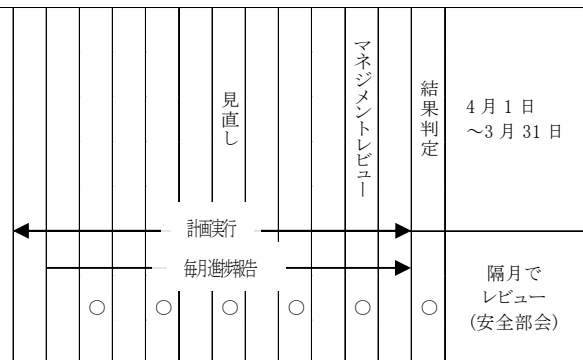 見直し
マネジメントレビュー
結果判定
4月1日
～3月31日
計画実行
毎月進捗報告
隔月で
レビュー
(安全部会)
○ ○ ○ ○ ○ ○